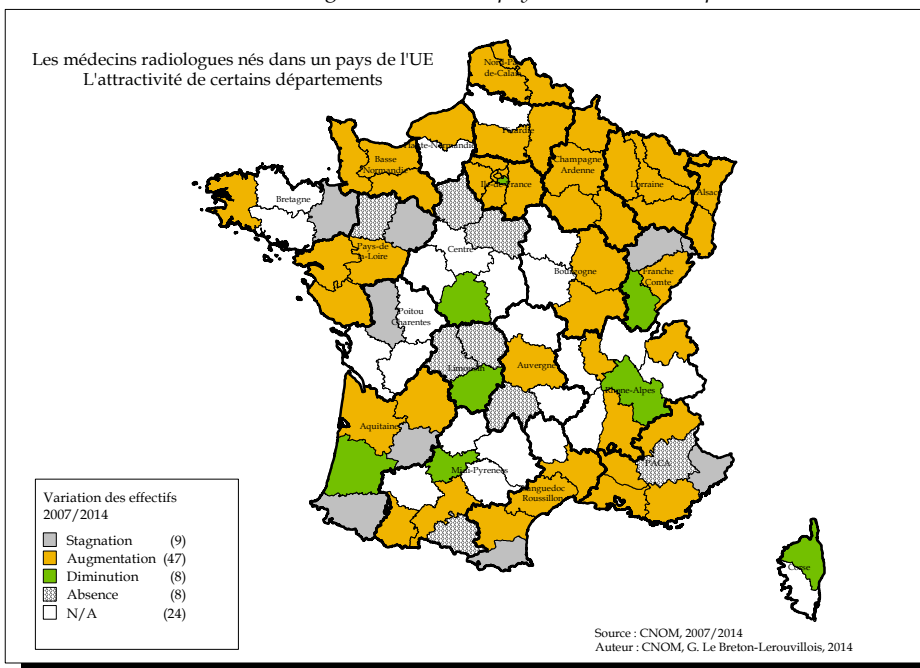 Les médecins radiologues nés dans un pays de l'UE
L'attractivité de certains départements
Nord-Pas
de-Calais
Picardie
Haute-Normandie
Basse
Normandie
Champagne
Ardenne
Ile-de-France
Lorraine
Alsace
Bretagne
Pays-de
la-Loire
Centre
Bourgogne
Franche
Comte
Poitou
Charentes
Limousin
Auvergne
Rhone-Alpes
Aquitaine
Midi-Pyrenees
Languedoc
Roussillon
PACA
Corse
Variation des effectifs
2007/2014
Stagnation (9)
Augmentation (47)
Diminution (8)
Absence (8)
N/A (24)
Source : CNOM, 2007/2014
Auteur : CNOM, G. Le Breton-Lerouvillois, 2014